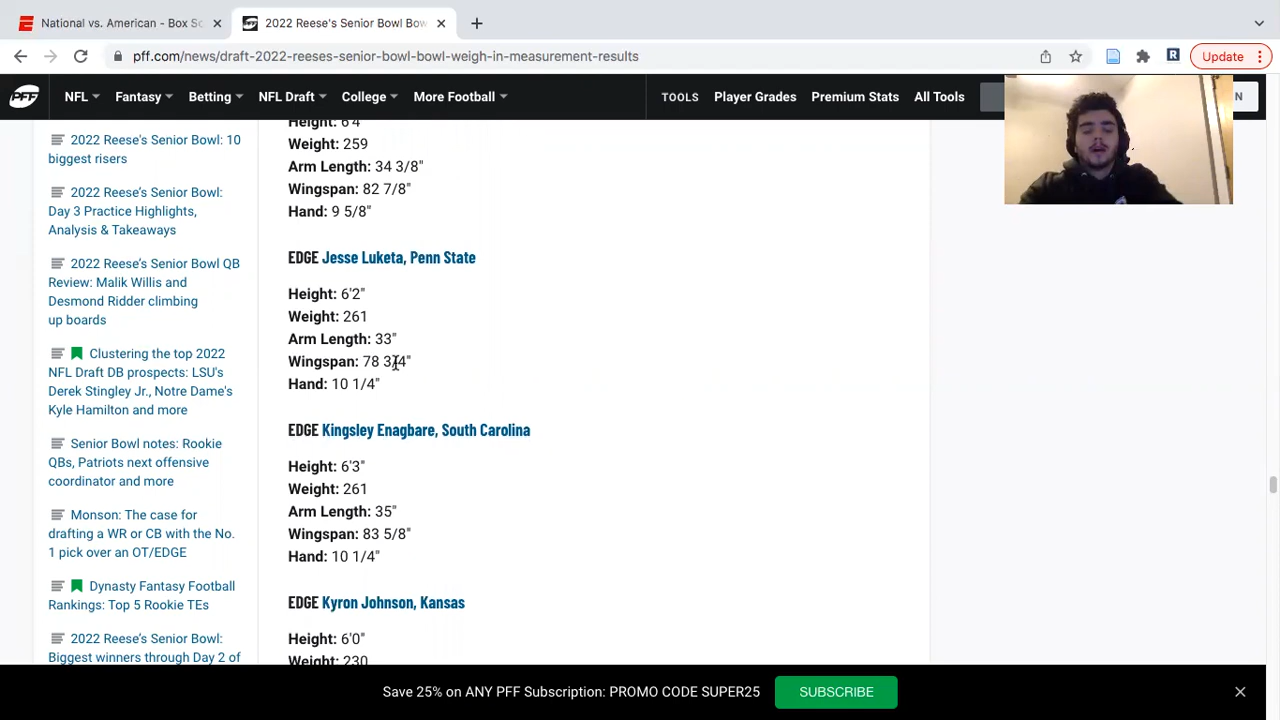 National vs. American - Box Sc
2022 Reese's Senior Bowl Bow
pff.com/news/draft-2022-reeses-senior-bowl-bowl-weigh-in-measurement-results
R
Update
PFF
NFL
Fantasy
Betting
NFL Draft
College
More Football
TOOLS
Player Grades
Premium Stats
All Tools
N
2022 Reese's Senior Bowl: 10
biggest risers
2022 Reese's Senior Bowl:
Day 3 Practice Highlights,
Analysis & Takeaways
2022 Reese's Senior Bowl QB
Review: Malik Willis and
Desmond Ridder climbing
up boards
Clustering the top 2022
NFL Draft DB prospects: LSU's
Derek Stingley Jr., Notre Dame's
Kyle Hamilton and more
Senior Bowl notes: Rookie
QBs, Patriots next offensive
coordinator and more
Monson: The case for
drafting a WR or CB with the No.
1 pick over an OT/EDGE
Dynasty Fantasy Football
Rankings: Top 5 Rookie TEs
2022 Reese's Senior Bowl:
Biggest winners through Day 2 of
Height: 6'4"
Weight: 259
Arm Length: 34 3/8"
Wingspan: 82 7/8"
Hand: 9 5/8"
EDGE Jesse Luketa, Penn State
Height: 6'2"
Weight: 261
Arm Length: 33"
Wingspan: 78 3/4"
Hand: 10 1/4"
EDGE Kingsley Enagbare, South Carolina
Height: 6'3"
Weight: 261
Arm Length: 35"
Wingspan: 83 5/8"
Hand: 10 1/4"
EDGE Kyron Johnson, Kansas
Height: 6'0"
Weight: 230
Save 25% on ANY PFF Subscription: PROMO CODE SUPER25
SUBSCRIBE